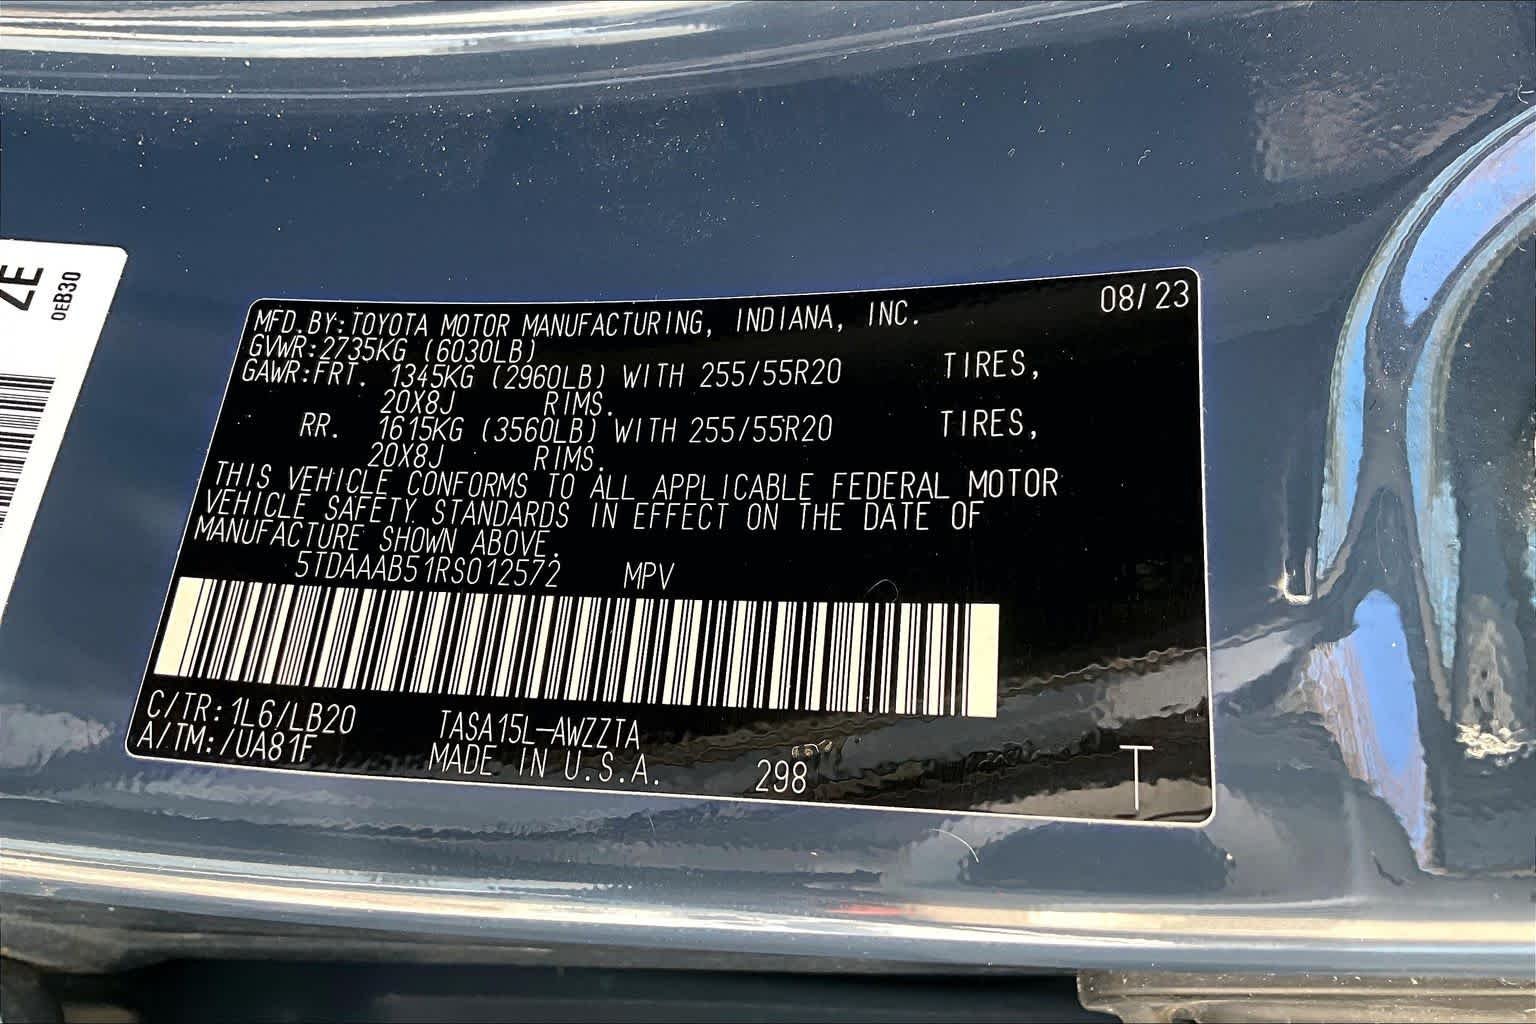 ZE
0EB30
MFD.BY:TOYOTA MOTOR MANUFACTURING, INDIANA, INC. 08/23
GVWR:2735KG (6030LB)
GAWR:FRT. 1345KG (2960LB) WITH 255/55R20 TIRES,
20X8J RIMS.
RR. 1615KG (3560LB) WITH 255/55R20 TIRES,
20X8J RIMS.
THIS VEHICLE CONFORMS TO ALL APPLICABLE FEDERAL MOTOR
VEHICLE SAFETY STANDARDS IN EFFECT ON THE DATE OF
MANUFACTURE SHOWN ABOVE.
5TDAAAB51RS012572 MPV
C/TR:1L6/LB20 TASA15L-AWZZTA
A/TM:/UA81F MADE IN U.S.A. 298 T